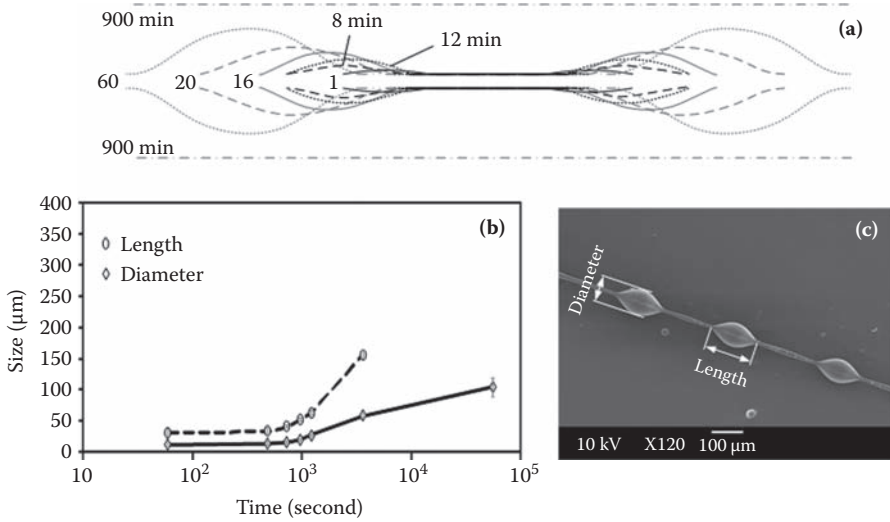 900 min
(a)
8 min
12 min
60
20
16
1
900 min
400
350
300
250
200
150
100
50
0
Size (μm)
(b)
Length
Diameter
10
10²
10³
10⁴
10⁵
Time (second)
(c)
Diameter
Length
10 kV X120 100 μm